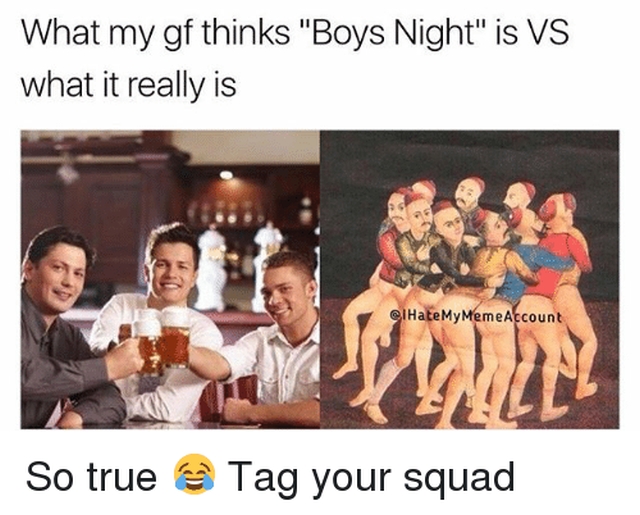 What my gf thinks "Boys Night" is VS
what it really is
@IHateMyMemeAccount
So true 😂 Tag your squad